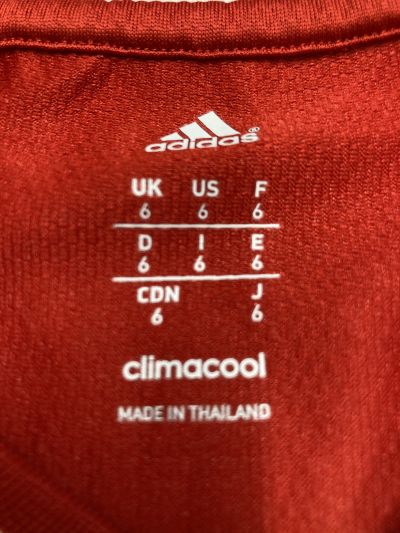 adidas®
UK US F
6 6 6
D I E
6 6 6
CDN J
6 6
climacool
MADE IN THAILAND